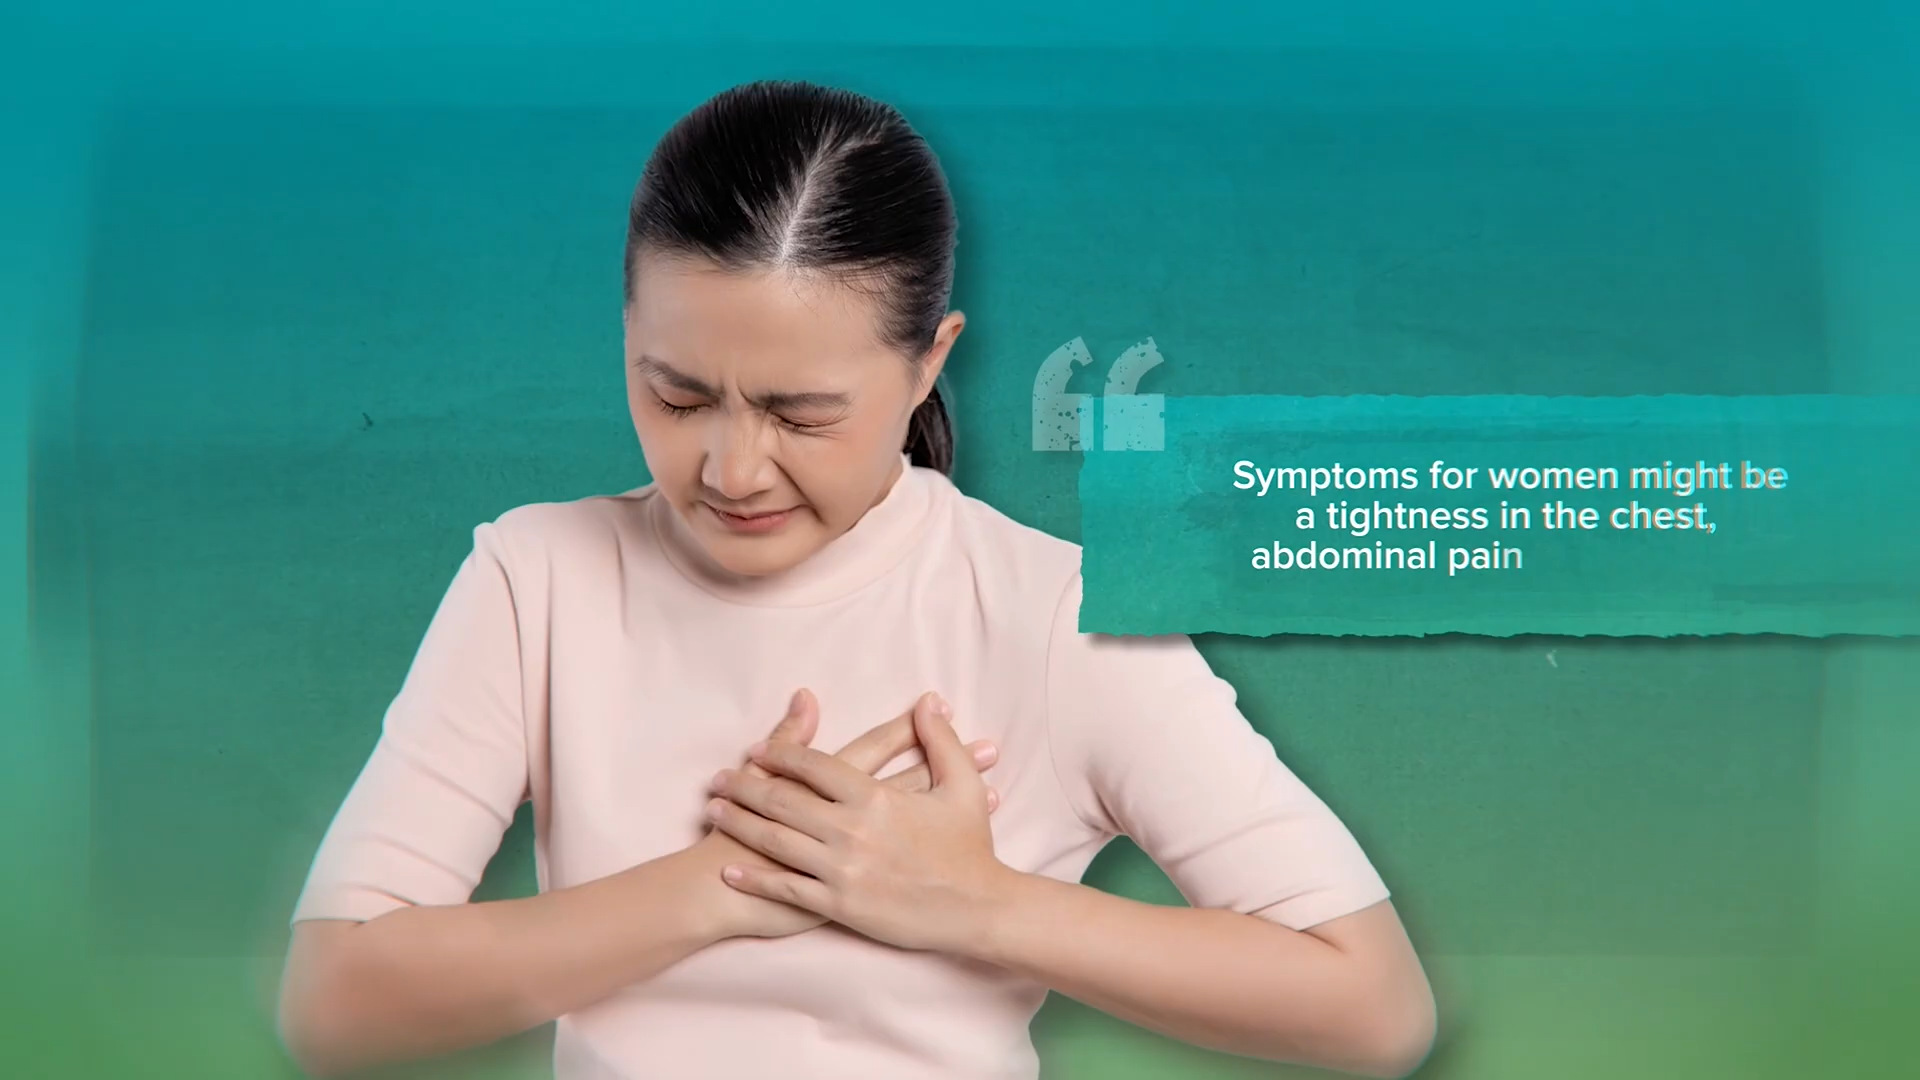 Symptoms for women might be
a tightness in the chest,
abdominal pain